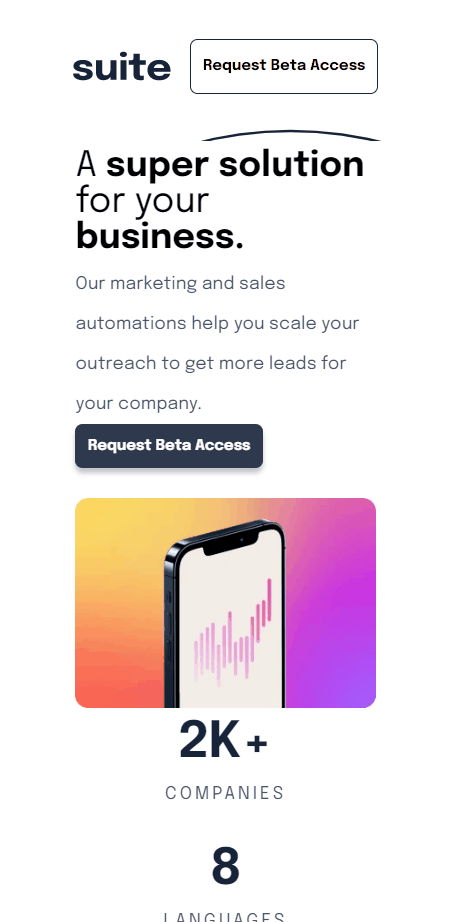 suite
Request Beta Access
A super solution
for your
business.
Our marketing and sales
automations help you scale your
outreach to get more leads for
your company.
Request Beta Access
2K+
COMPANIES
8
LANGUAGES